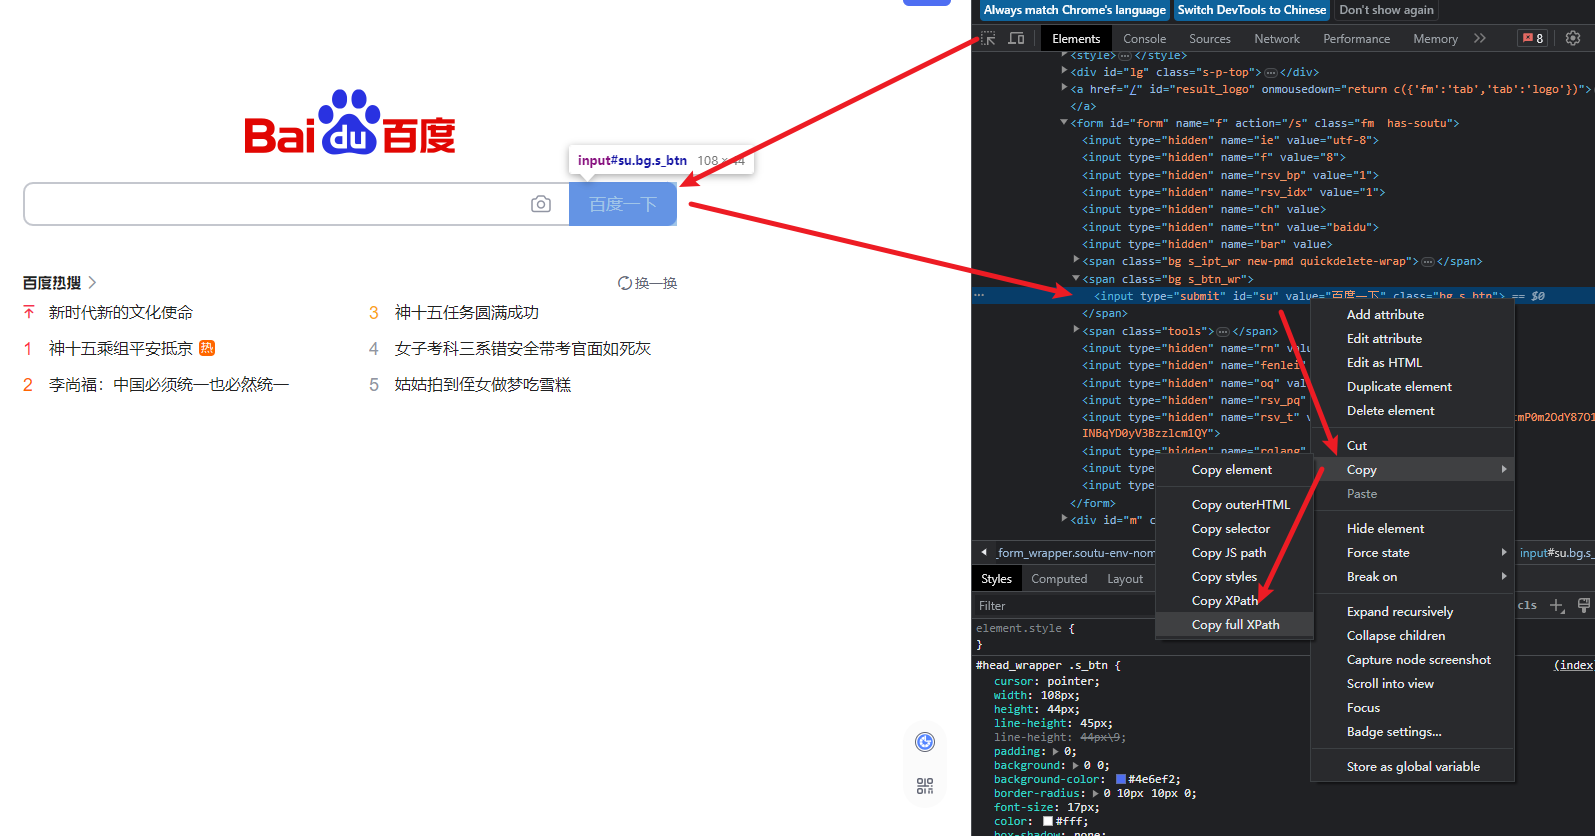 Bai du 百度
input#su.bg.s_btn 108 × 44
百度一下
百度热搜
换一换
新时代新的文化使命
3 神十五任务圆满成功
1 神十五乘组平安抵京 热
4 女子考科三系错安全带考官面如死灰
2 李尚福：中国必须统一也必然统一
5 姑姑拍到侄女做梦吃雪糕
Always match Chrome's language Switch DevTools to Chinese Don't show again
Elements Console Sources Network Performance Memory 8
<style>…</style>
<div id="lg" class="s-p-top">…</div>
<a href="/" id="result_logo" onmousedown="return c({'fm':'tab','tab':'logo'})">
</a>
<form id="form" name="f" action="/s" class="fm  has-soutu">
<input type="hidden" name="ie" value="utf-8">
<input type="hidden" name="f" value="8">
<input type="hidden" name="rsv_bp" value="1">
<input type="hidden" name="rsv_idx" value="1">
<input type="hidden" name="ch" value>
<input type="hidden" name="tn" value="baidu">
<input type="hidden" name="bar" value>
<span class="bg s_ipt_wr new-pmd quickdelete-wrap">…</span>
<span class="bg s_btn_wr">
<input type="submit" id="su" value="百度一下" class="bg s_btn"> == $0
</span>
<span class="tools">…</span>
<input type="hidden" name="rn" valu
<input type="hidden" name="fenlei"
<input type="hidden" name="oq" val
<input type="hidden" name="rsv_pq"
<input type="hidden" name="rsv_t" v
INBqYD0yV3Bzzlcm1QY">
<input type="hidden" name="rqlang"
<input type
<input type
</form>
<div id="m" c
Add attribute
Edit attribute
Edit as HTML
Duplicate element
Delete element
Cut
Copy
Paste
Hide element
Force state
Break on
Expand recursively
Collapse children
Capture node screenshot
Scroll into view
Focus
Badge settings...
Store as global variable
Copy element
Copy outerHTML
Copy selector
Copy JS path
Copy styles
Copy XPath
Copy full XPath
_form_wrapper.soutu-env-nom
input#su.bg.s_
Styles Computed Layout
Filter
cls
element.style {
}
#head_wrapper .s_btn {
(index
cursor: pointer;
width: 108px;
height: 44px;
line-height: 45px;
line-height: 44px\9;
padding: 0;
background: 0 0;
background-color: #4e6ef2;
border-radius: 0 10px 10px 0;
font-size: 17px;
color: #fff;
box-shadow: none;